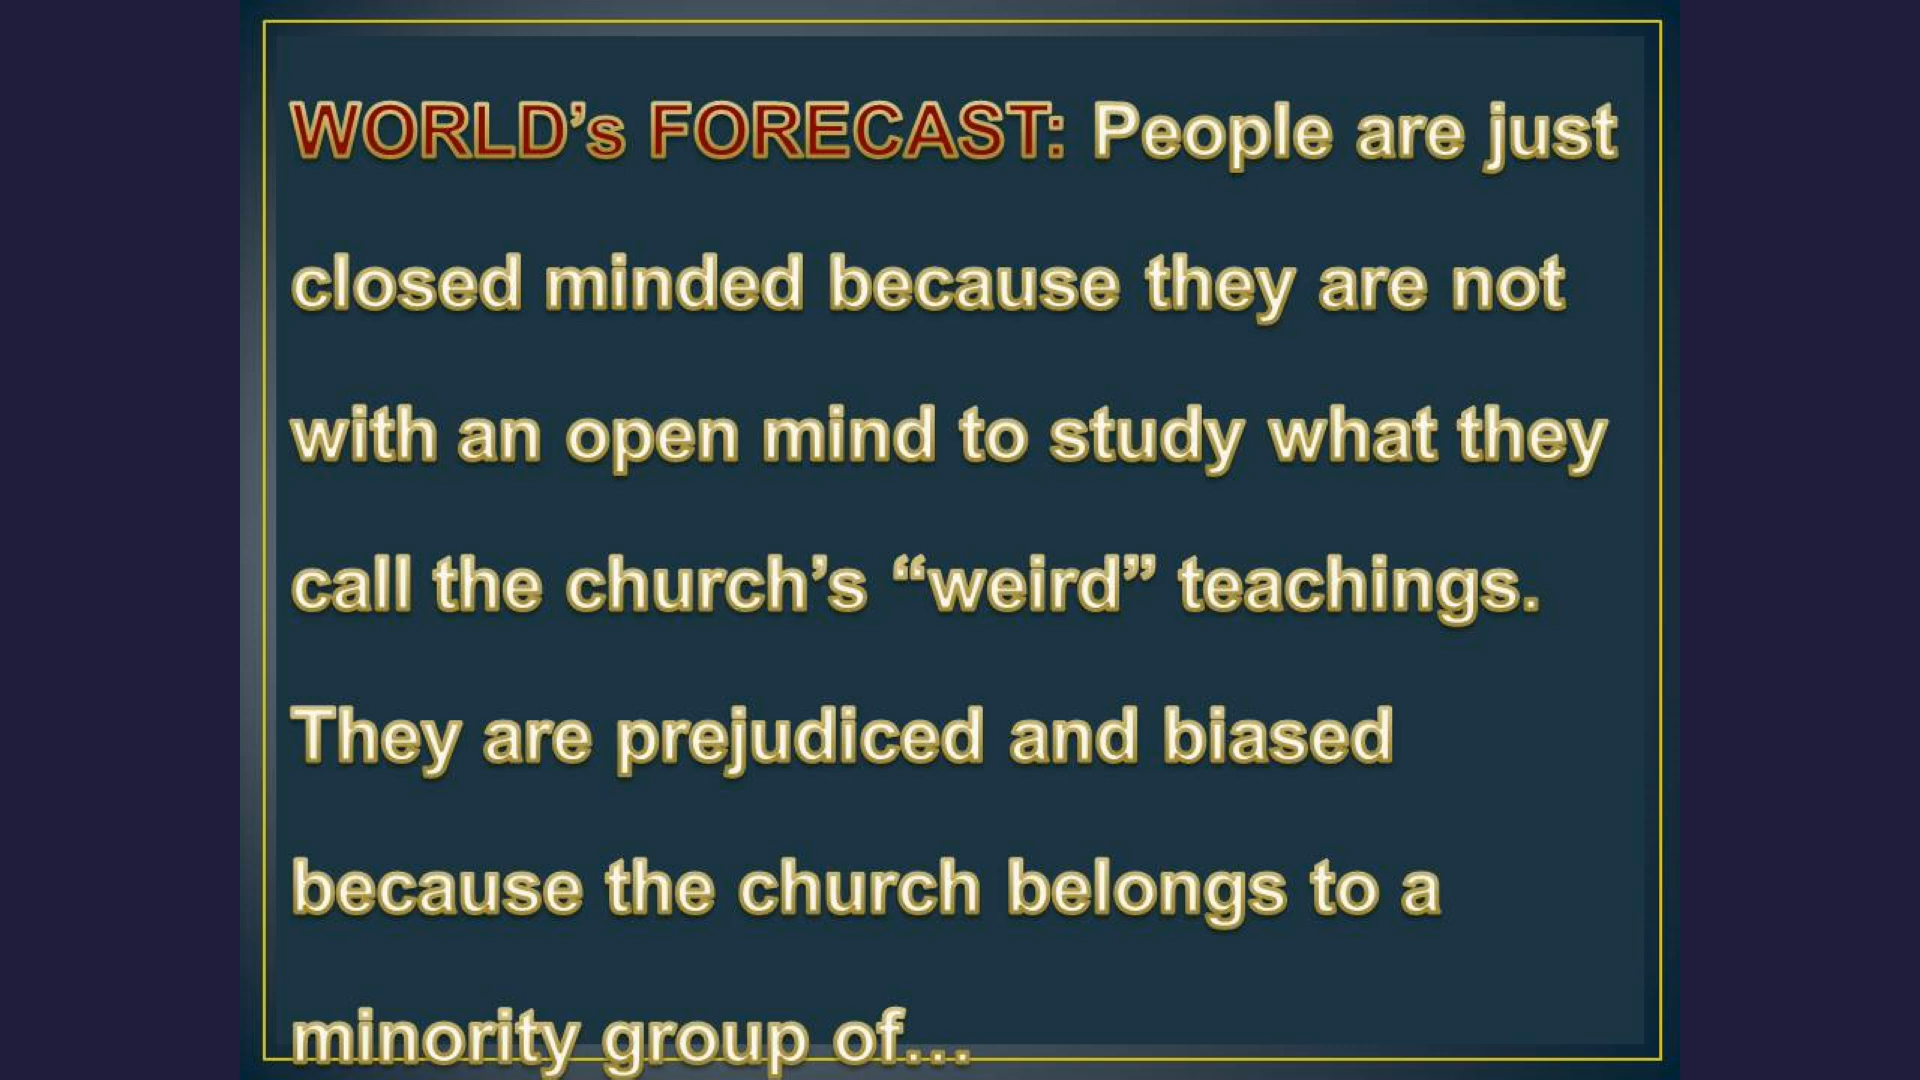 WORLD’s FORECAST: People are just
closed minded because they are not
with an open mind to study what they
call the church’s “weird” teachings.
They are prejudiced and biased
because the church belongs to a
minority group of…